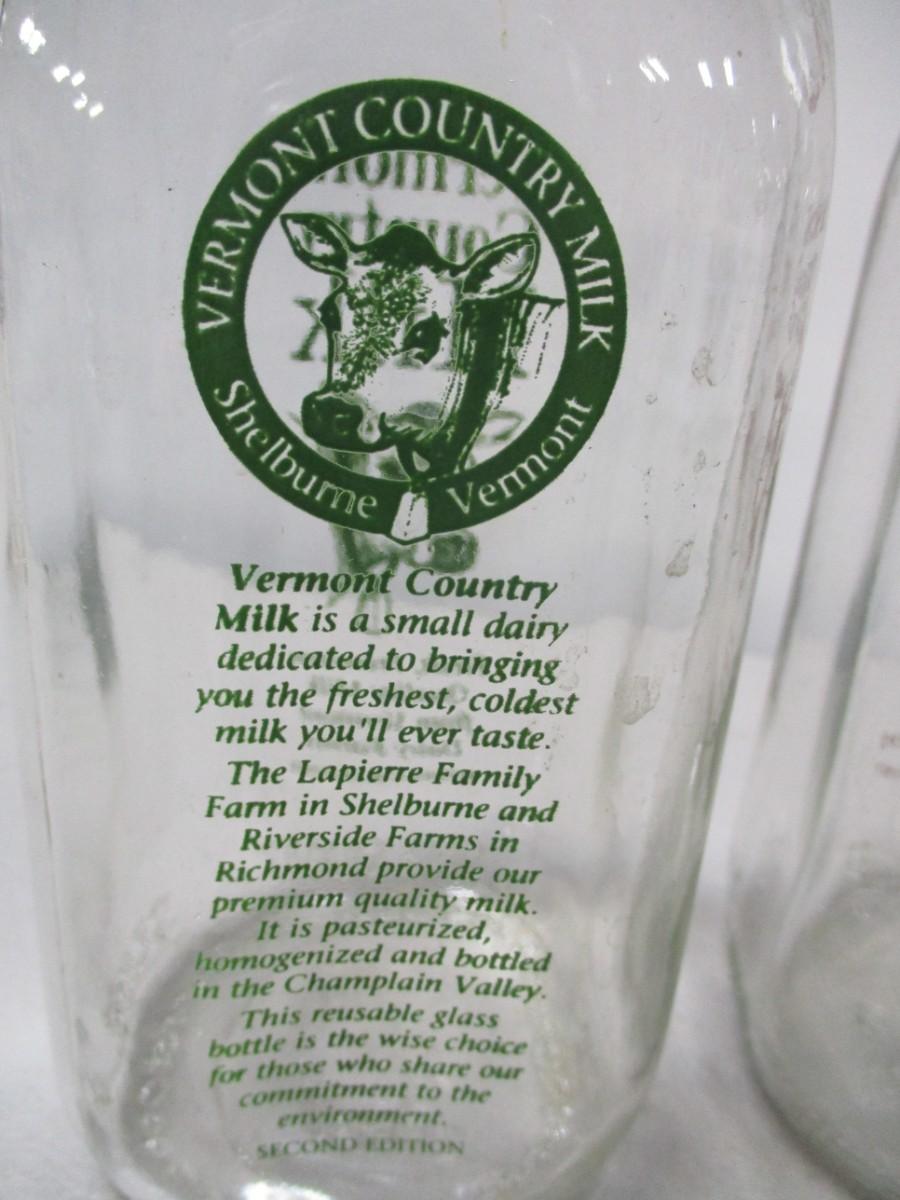 VERMONT COUNTRY MILK
Shelburne Vermont
Vermont Country
Milk is a small dairy
dedicated to bringing
you the freshest, coldest
milk you'll ever taste.
The Lapierre Family
Farm in Shelburne and
Riverside Farms in
Richmond provide our
premium quality milk.
It is pasteurized,
homogenized and bottled
in the Champlain Valley.
This reusable glass
bottle is the wise choice
for those who share our
commitment to the
environment.
SECOND EDITION